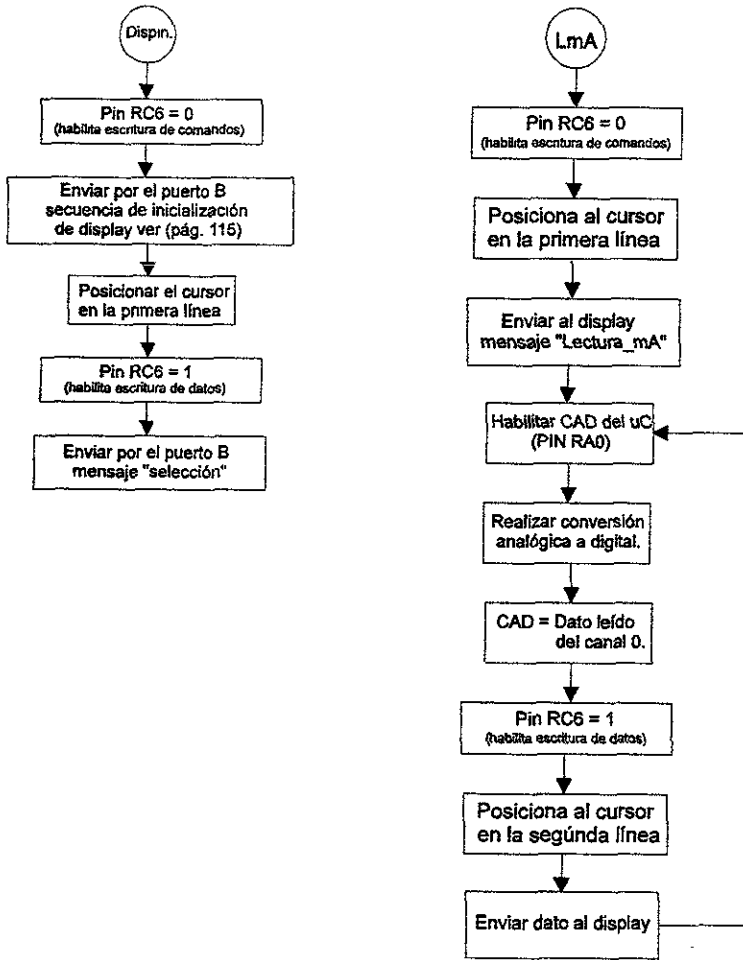 Dispin.
Pin RC6 = 0
(habilita escritura de comandos)
Enviar por el puerto B
secuencia de inicialización
de display ver (pág. 115)
Posicionar el cursor
en la primera línea
Pin RC6 = 1
(habilita escritura de datos)
Enviar por el puerto B
mensaje "selección"
LmA
Pin RC6 = 0
(habilita escritura de comandos)
Posiciona al cursor
en la primera línea
Enviar al display
mensaje "Lectura_mA"
Habilitar CAD del uC
(PIN RA0)
Realizar conversión
analógica a digital.
CAD = Dato leído
del canal 0.
Pin RC6 = 1
(habilita escritura de datos)
Posiciona al cursor
en la segúnda línea
Enviar dato al display